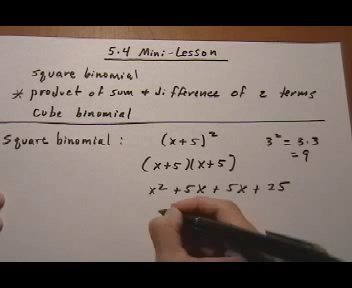 5.4 Mini-Lesson
square binomial
* product of sum & difference of 2 terms
cube binomial
Square binomial : (x+5)² 3² = 3·3
= 9
(x+5)(x+5)
x² + 5x + 5x + 25